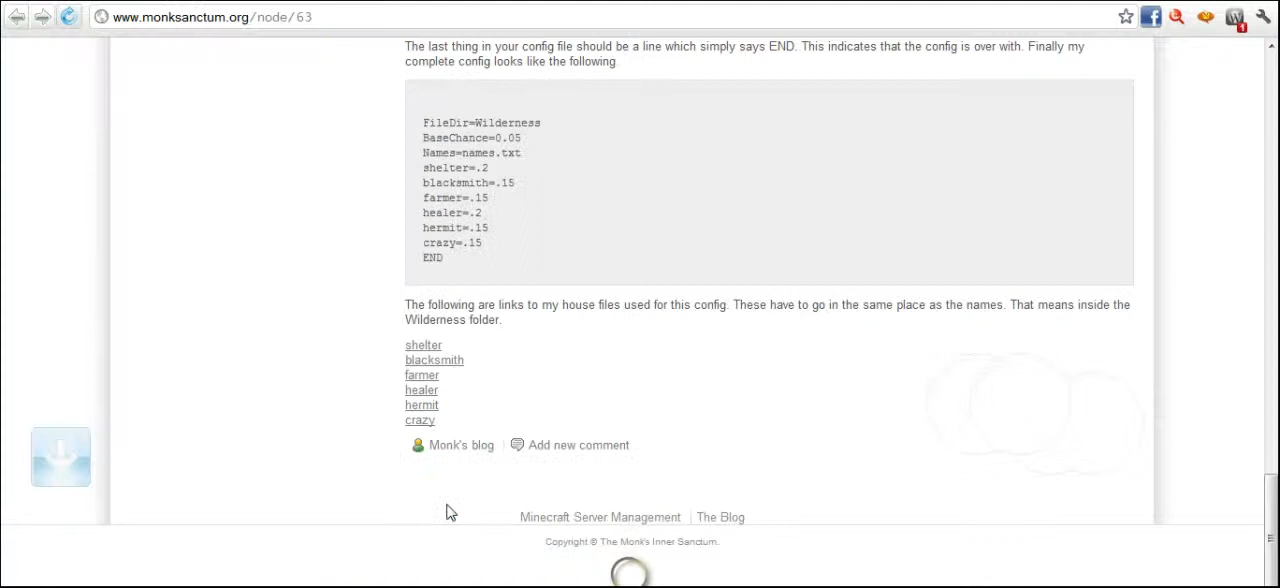 www.monksanctum.org/node/63
The last thing in your config file should be a line which simply says END. This indicates that the config is over with. Finally my
complete config looks like the following
FileDir=Wilderness
BaseChance=0.05
Names=names.txt
shelter=.2
blacksmith=.15
farmer=.15
healer=.2
hermit=.15
crazy=.15
END
The following are links to my house files used for this config. These have to go in the same place as the names. That means inside the
Wilderness folder.
shelter
blacksmith
farmer
healer
hermit
crazy
Monk's blog Add new comment
Minecraft Server Management The Blog
Copyright © The Monk's Inner Sanctum.